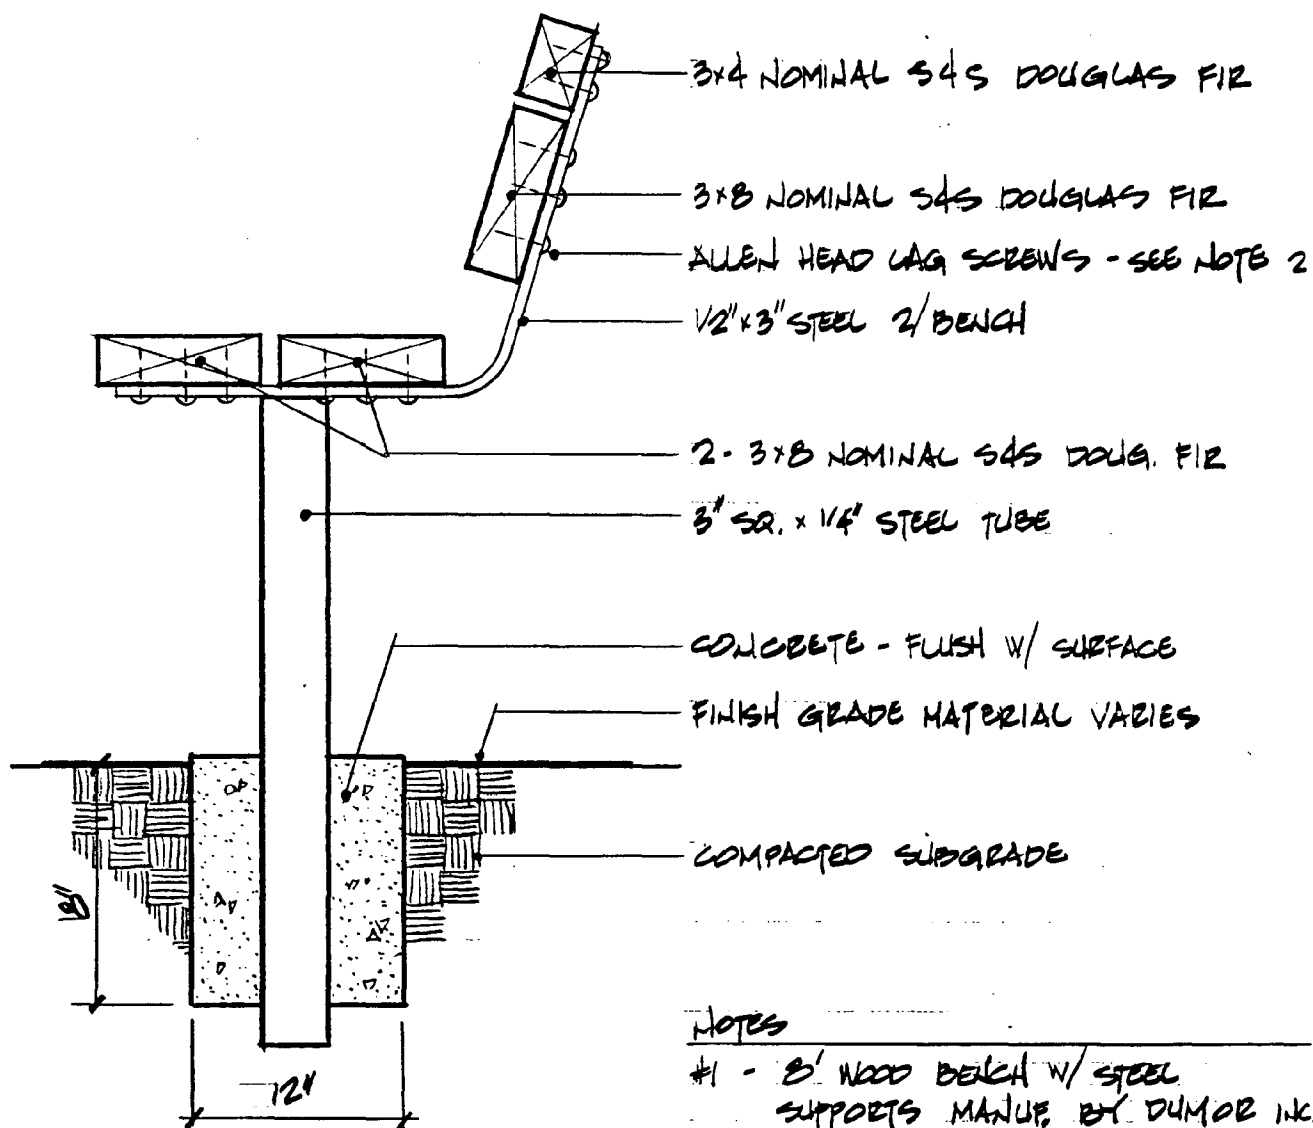 3x4 NOMINAL S4S DOUGLAS FIR
3x8 NOMINAL S4S DOUGLAS FIR
ALLEN HEAD LAG SCREWS - SEE NOTE 2
1/2"x3" STEEL 2/BENCH
2- 3x8 NOMINAL S4S DOUG. FIR
3" SQ. x 1/4" STEEL TUBE
CONCRETE - FLUSH W/ SURFACE
FINISH GRADE MATERIAL VARIES
COMPACTED SUBGRADE
18"
12"
NOTES
#1 - 8' WOOD BENCH W/ STEEL
SUPPORTS MANUF. BY DUMOR INC